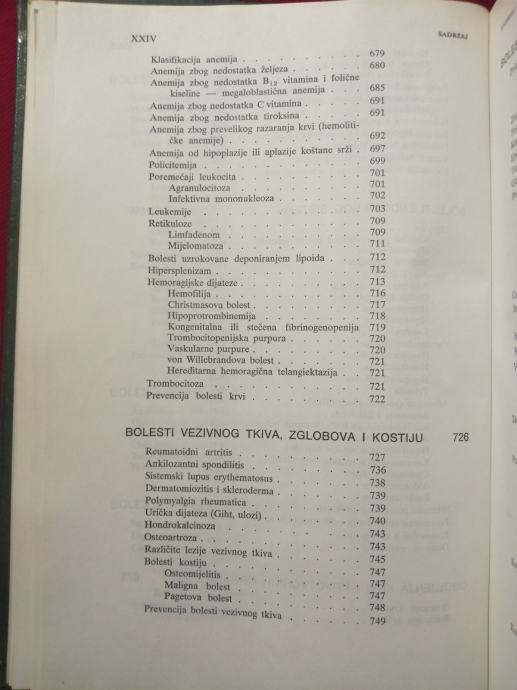 XXIV SADRŽAJ
Klasifikacija anemija . . . . . . . . . . 679
Anemija zbog nedostatka željeza . . . . . . 680
Anemija zbog nedostatka B12 vitamina i folične
kiseline — megaloblastična anemija . . . . 685
Anemija zbog nedostatka C vitamina . . . . . 691
Anemija zbog nedostatka tiroksina . . . . . 691
Anemija zbog prevelikog razaranja krvi (hemoliti-
čke anemije) . . . . . . . . . . 692
Anemija od hipoplazije ili aplazije koštane srži . 697
Policitemija . . . . . . . . . . 699
Poremećaji leukocita . . . . . . . . . 701
Agranulocitoza . . . . . . . . . 701
Infektivna mononukleoza . . . . . . . 702
Leukemije . . . . . . . . . . 703
Retikuloze . . . . . . . . . . 709
Limfadenom . . . . . . . . . 709
Mijelomatoza . . . . . . . . . 711
Bolesti uzrokovane deponiranjem lipoida . . . 712
Hipersplenizam . . . . . . . . . 712
Hemoragijske dijateze . . . . . . . . 713
Hemofilija . . . . . . . . . . 716
Christmasova bolest . . . . . . . . 717
Hipoprotrombinemija . . . . . . . . 718
Kongenitalna ili stečena fibrinogenopenija 719
Trombocitopenijska purpura . . . . . . 720
Vaskularne purpure . . . . . . . . 720
von Willebrandova bolest . . . . . . . 721
Hereditarna hemoragična telangiektazija . . 721
Trombocitoza . . . . . . . . . . 721
Prevencija bolesti krvi . . . . . . . . 722
BOLESTI VEZIVNOG TKIVA, ZGLOBOVA I KOSTIJU 726
Reumatoidni artritis . . . . . . . . . 727
Ankilozantni spondilitis . . . . . . . . 736
Sistemski lupus erythematosus . . . . . . 738
Dermatomiozitis i skleroderma . . . . . . 739
Polymyalgia rheumatica . . . . . . . . 739
Urička dijateza (Giht, ulozi) . . . . . . . 740
Hondrokalcinoza . . . . . . . . . 743
Osteoartroza . . . . . . . . . . 743
Različite lezije vezivnog tkiva . . . . . . 745
Bolesti kostiju . . . . . . . . . . 747
Osteomijelitis . . . . . . . . . 747
Maligna bolest . . . . . . . . . 747
Pagetova bolest . . . . . . . . . 748
Prevencija bolesti vezivnog tkiva . . . . . 749